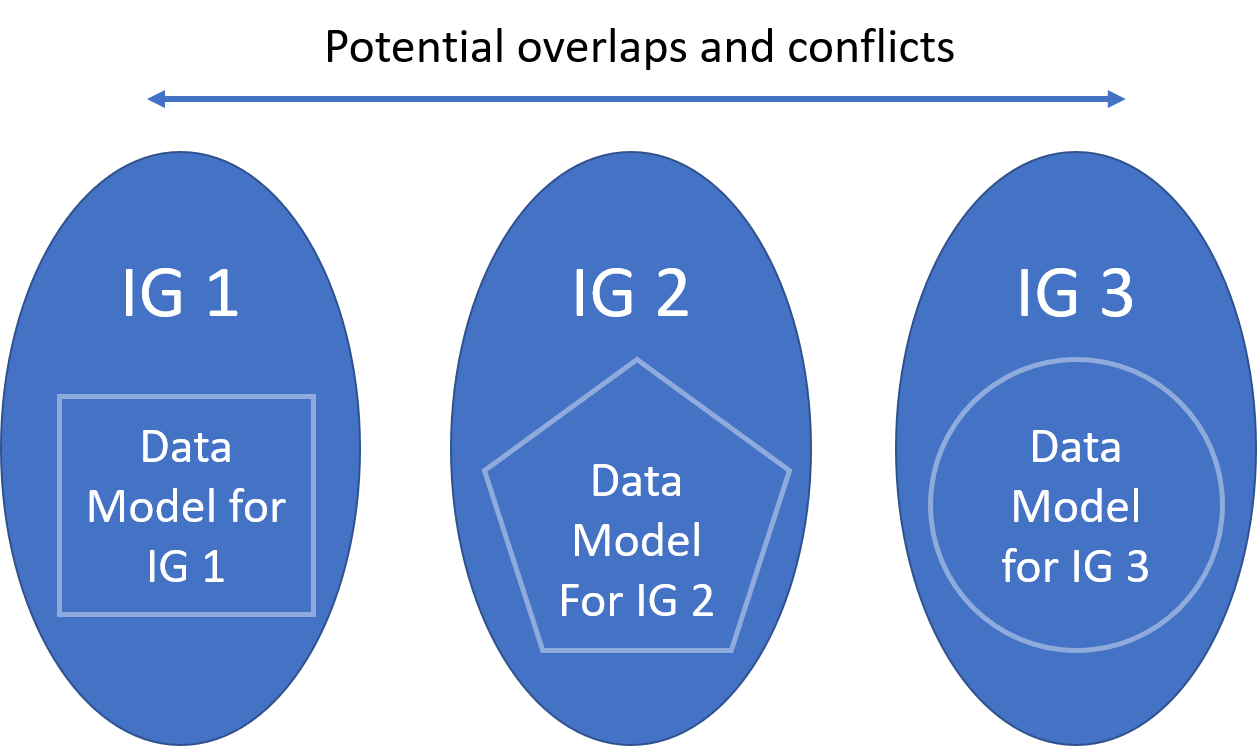 Potential overlaps and conflicts
IG 1
Data
Model for
IG 1
IG 2
Data
Model
For IG 2
IG 3
Data
Model
for IG 3